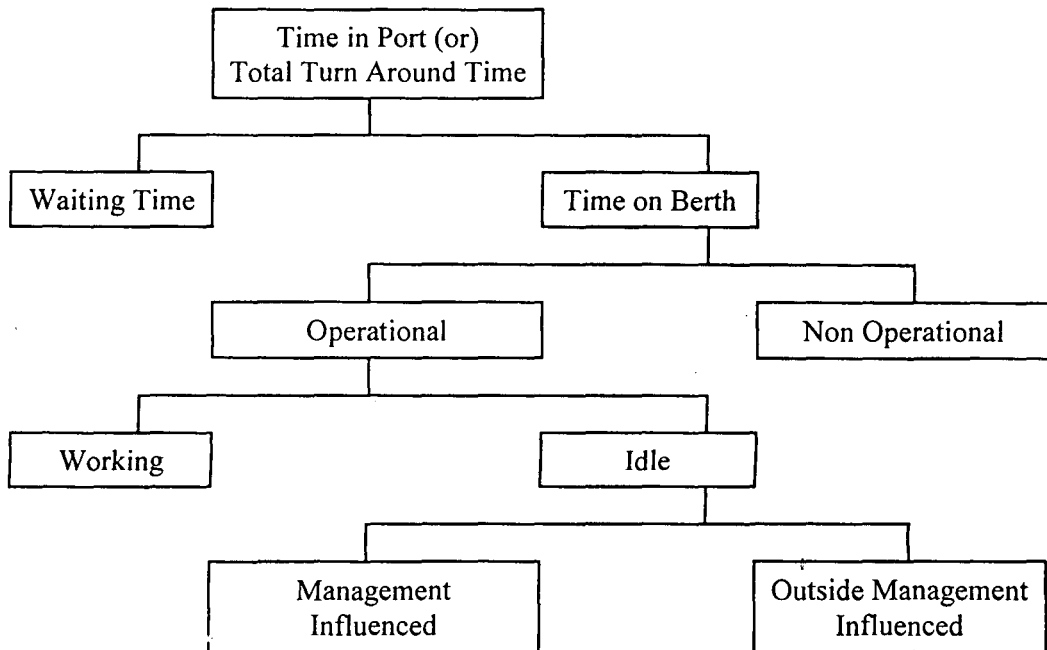 Time in Port (or)
Total Turn Around Time
Waiting Time
Time on Berth
Operational
Non Operational
Working
Idle
Management
Influenced
Outside Management
Influenced